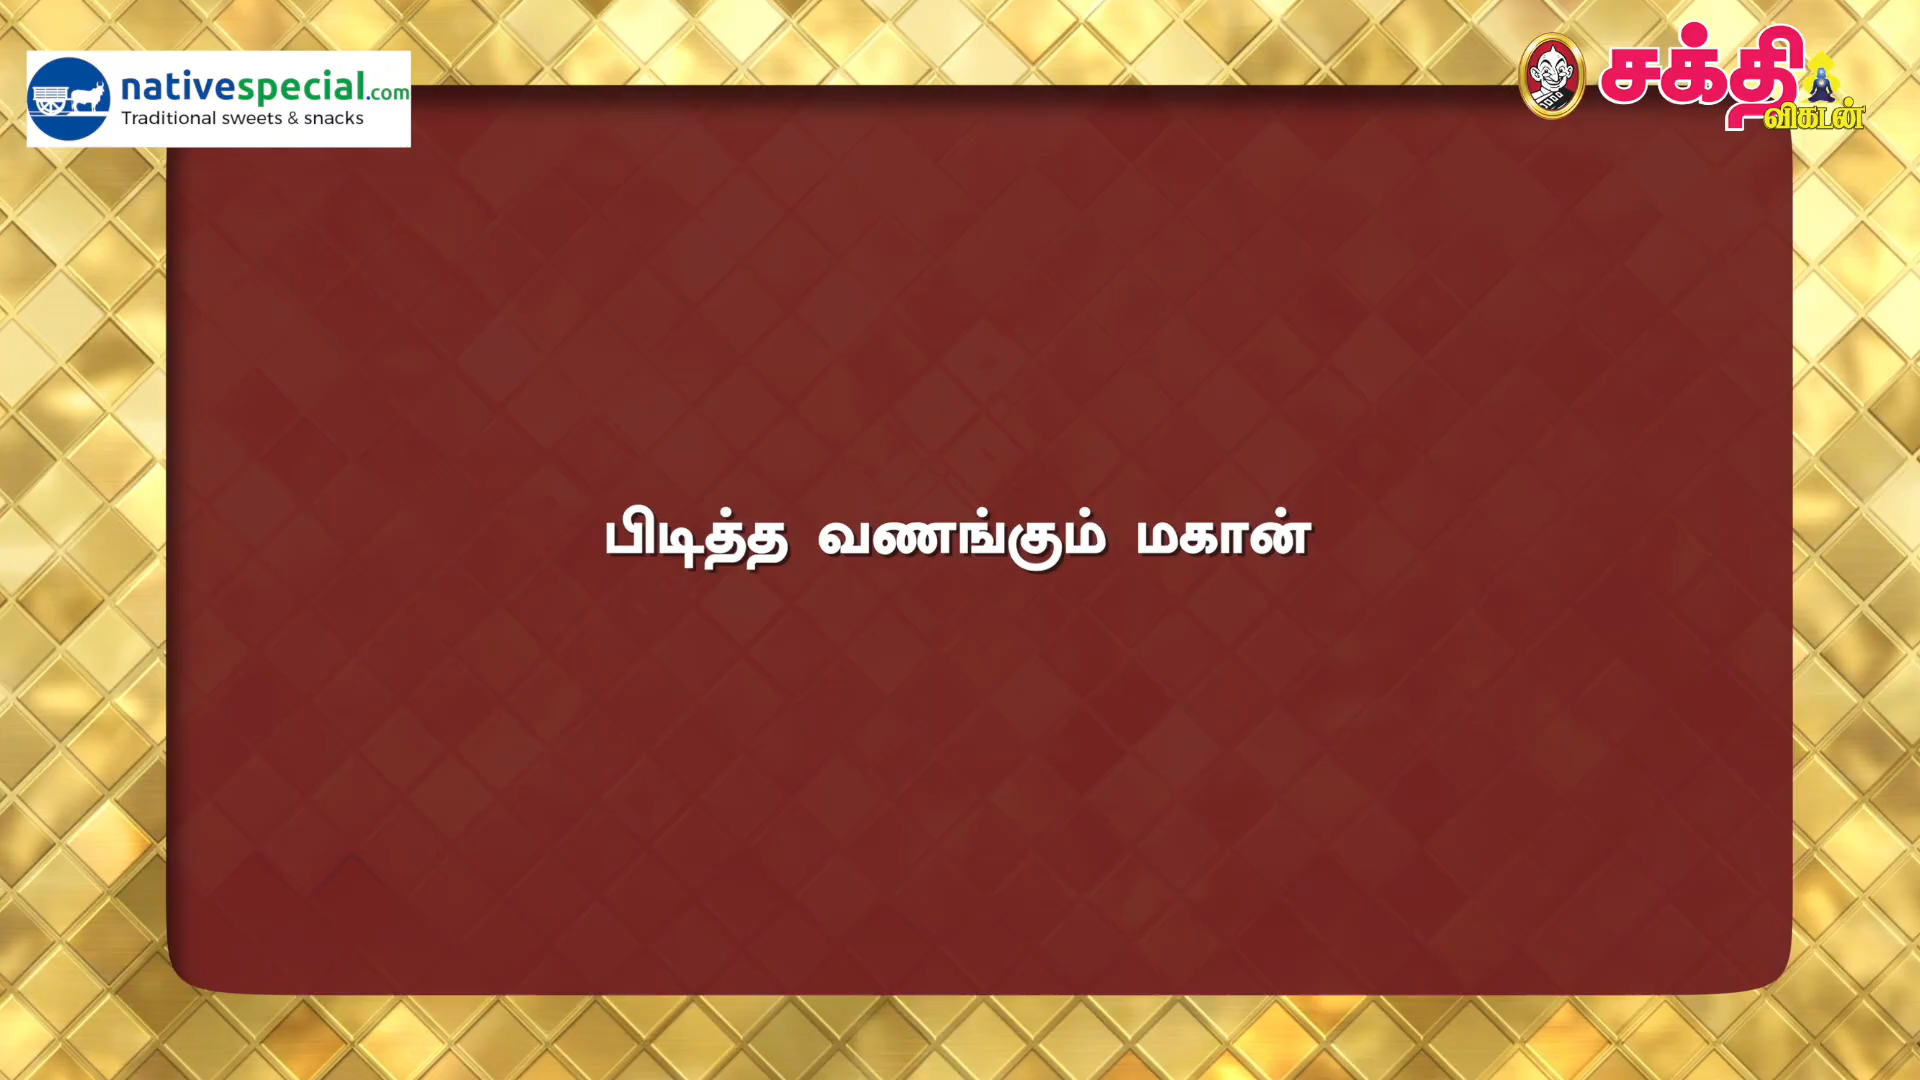 nativespecial.com
Traditional sweets & snacks
சக்தி
விகடன்
பிடித்த வணங்கும் மகான்